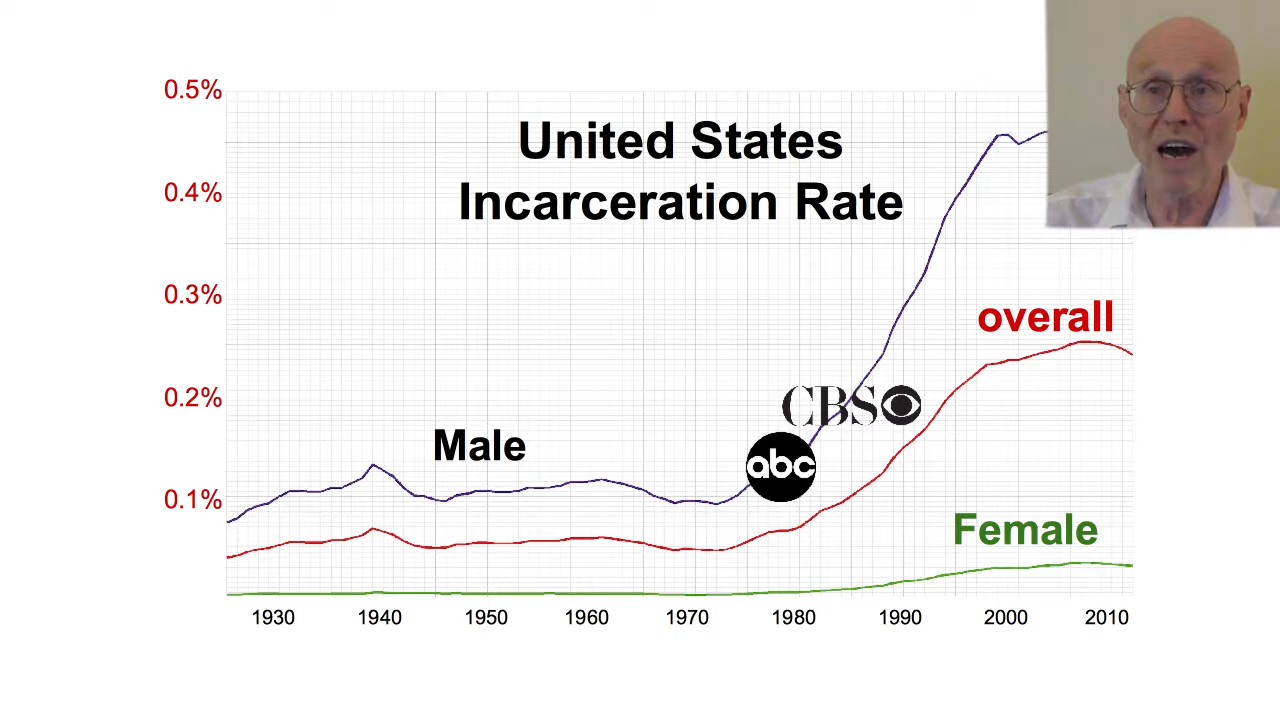 0.5%
United States
0.4%
Incarceration Rate
0.3%
overall
0.2%
CBS
Male
abc
0.1%
Female
1930 1940 1950 1960 1970 1980 1990 2000 2010